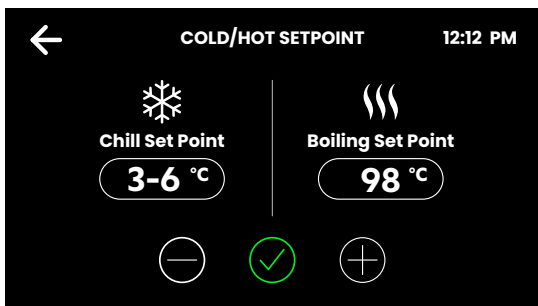 COLD/HOT SETPOINT 12:12 PM
Chill Set Point
3-6 °C
Boiling Set Point
98 °C